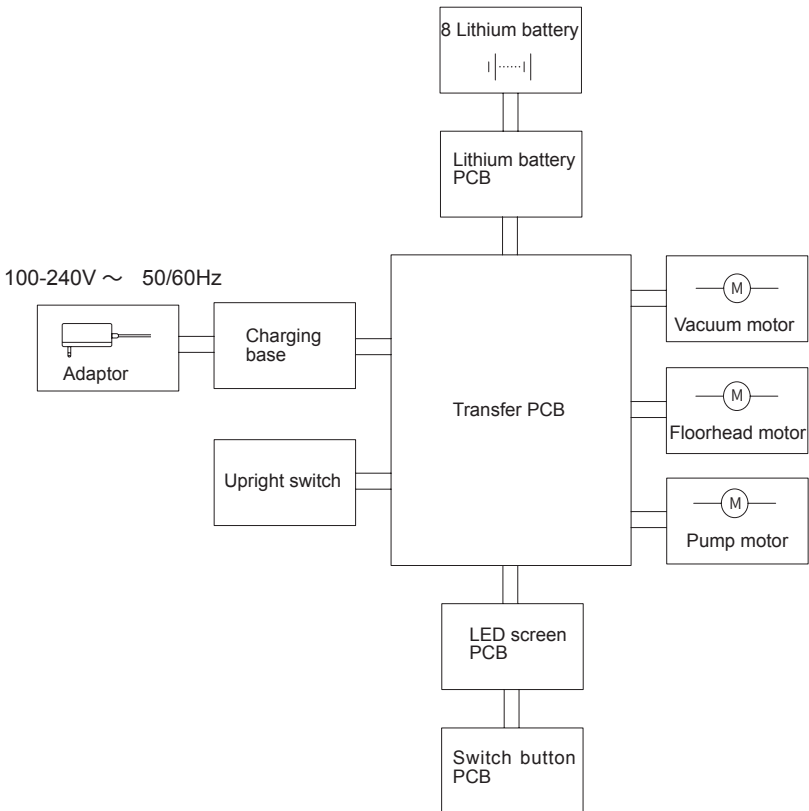 8 Lithium battery
Lithium battery
PCB
100-240V ～ 50/60Hz
Adaptor
Charging
base
Upright switch
Transfer PCB
M
Vacuum motor
M
Floorhead motor
M
Pump motor
LED screen
PCB
Switch button
PCB